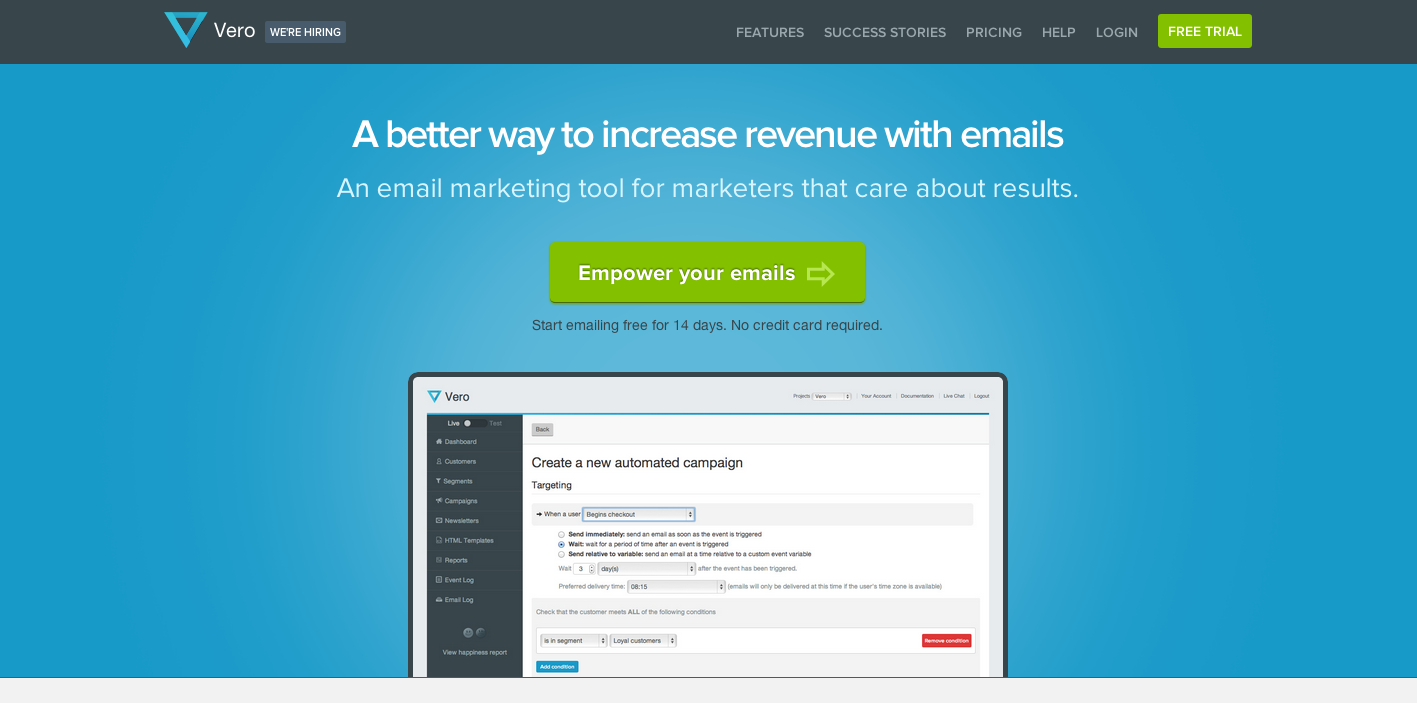 Vero
WE'RE HIRING
FEATURES
SUCCESS STORIES
PRICING
HELP
LOGIN
FREE TRIAL
A better way to increase revenue with emails
An email marketing tool for marketers that care about results.
Empower your emails
Start emailing free for 14 days. No credit card required.
Vero
Projects Vero
Your Account
Documentation
Live Chat
Logout
Live Test
Back
Dashboard
Customers
Segments
Campaigns
Newsletters
HTML Templates
Reports
Event Log
Email Log
View happiness report
Create a new automated campaign
Targeting
When a user Begins checkout
Send immediately: send an email as soon as the event is triggered
Wait: wait for a period of time after an event is triggered
Send relative to variable: send an email at a time relative to a custom event variable
Wait 3 day(s) after the event has been triggered.
Preferred delivery time: 08:15 (emails will only be delivered at this time if the user's time zone is available)
Check that the customer meets ALL of the following conditions
is in segment Loyal customers Remove condition
Add condition